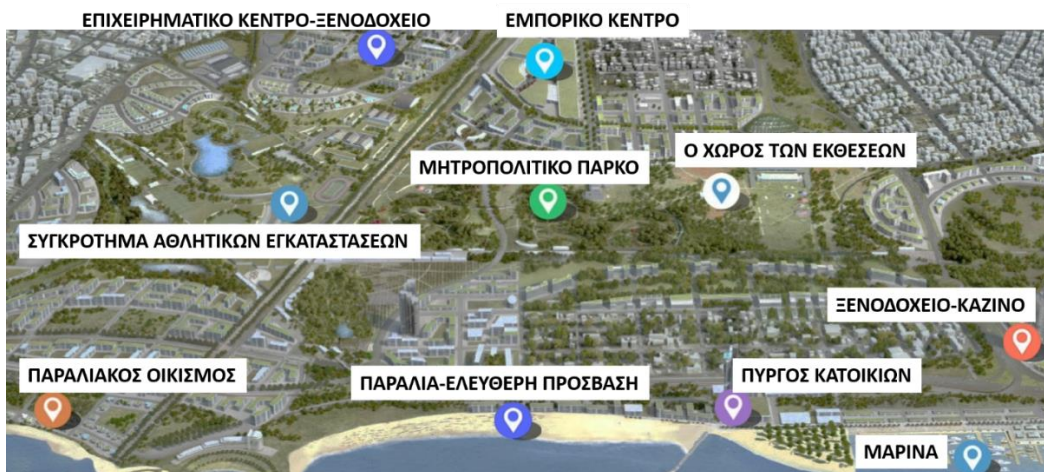 ΕΠΙΧΕΙΡΗΜΑΤΙΚΟ ΚΕΝΤΡΟ-ΞΕΝΟΔΟΧΕΙΟ
ΕΜΠΟΡΙΚΟ ΚΕΝΤΡΟ
Ο ΧΩΡΟΣ ΤΩΝ ΕΚΘΕΣΕΩΝ
ΜΗΤΡΟΠΟΛΙΤΙΚΟ ΠΑΡΚΟ
ΣΥΓΚΡΟΤΗΜΑ ΑΘΛΗΤΙΚΩΝ ΕΓΚΑΤΑΣΤΑΣΕΩΝ
ΞΕΝΟΔΟΧΕΙΟ-ΚΑΖΙΝΟ
ΠΑΡΑΛΙΑΚΟΣ ΟΙΚΙΣΜΟΣ
ΠΑΡΑΛΙΑ-ΕΛΕΥΘΕΡΗ ΠΡΟΣΒΑΣΗ
ΠΥΡΓΟΣ ΚΑΤΟΙΚΙΩΝ
ΜΑΡΙΝΑ